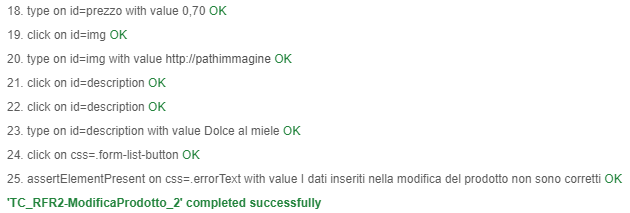 18. type on id=prezzo with value 0,70 OK
19. click on id=img OK
20. type on id=img with value http://pathimmagine OK
21. click on id=description OK
22. click on id=description OK
23. type on id=description with value Dolce al miele OK
24. click on css=.form-list-button OK
25. assertElementPresent on css=.errorText with value I dati inseriti nella modifica del prodotto non sono corretti OK
'TC_RFR2-ModificaProdotto_2' completed successfully